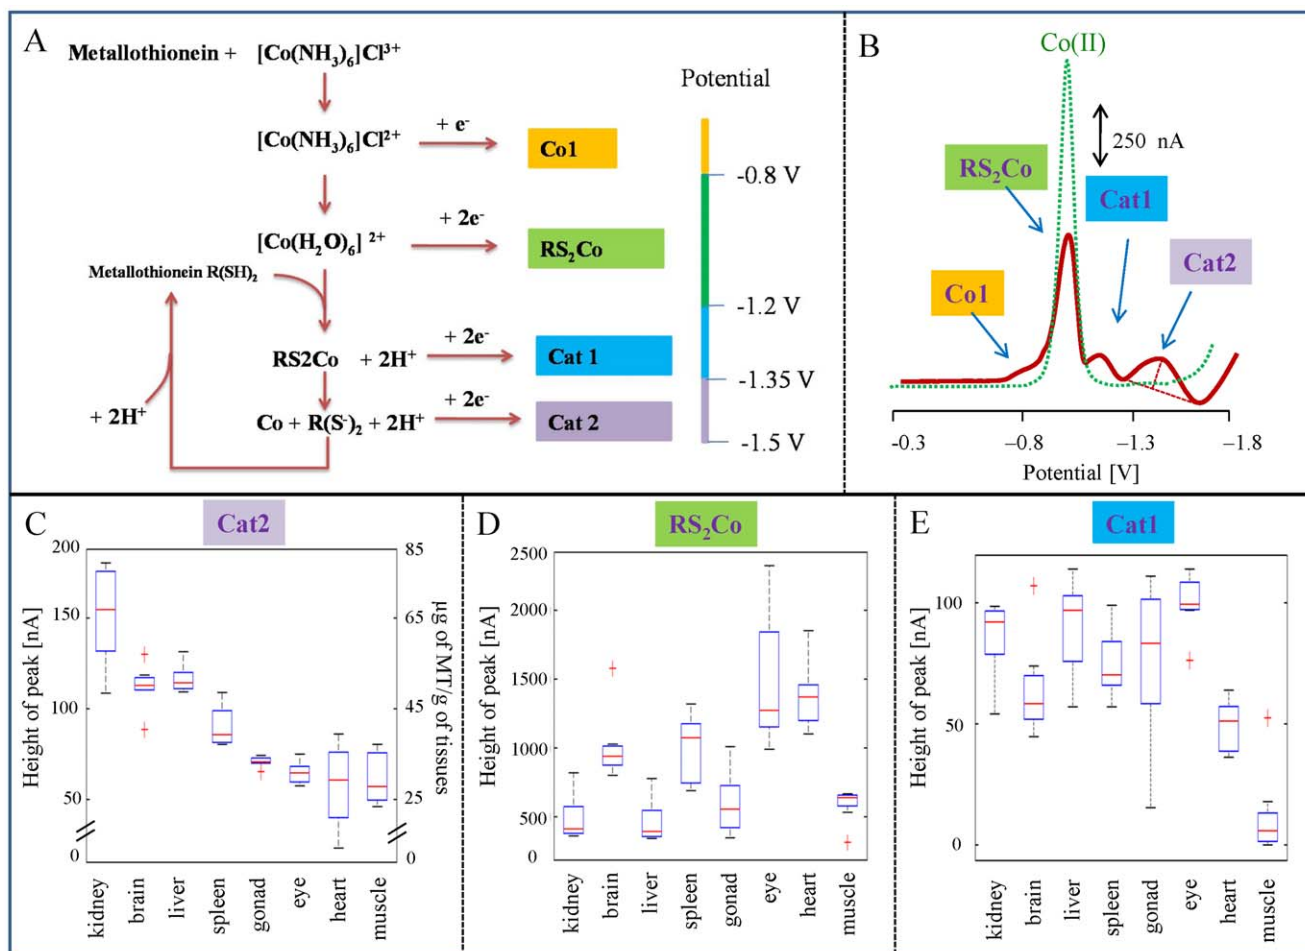 A
Metallothionein + [Co(NH₃)₆]Cl³⁺
[Co(NH₃)₆]Cl²⁺
+ e⁻
Co1
[Co(H₂O)₆] ²⁺
+ 2e⁻
RS₂Co
Metallothionein R(SH)₂
RS2Co + 2H⁺
+ 2e⁻
Cat 1
+ 2H⁺
Co + R(S⁻)₂ + 2H⁺
+ 2e⁻
Cat 2
Potential
-0.8 V
-1.2 V
-1.35 V
-1.5 V
B
Co(II)
250 nA
RS₂Co
Cat1
Cat2
Co1
-0.3
–0.8
–1.3
–1.8
Potential [V]
C
Cat2
Height of peak [nA]
200
150
100
50
0
85
65
45
25
0
µg of MT/g of tissues
kidney
brain
liver
spleen
gonad
eye
heart
muscle
D
RS₂Co
Height of peak [nA]
2500
2000
1500
1000
500
0
kidney
brain
liver
spleen
gonad
eye
heart
muscle
E
Cat1
Height of peak [nA]
100
50
0
kidney
brain
liver
spleen
gonad
eye
heart
muscle